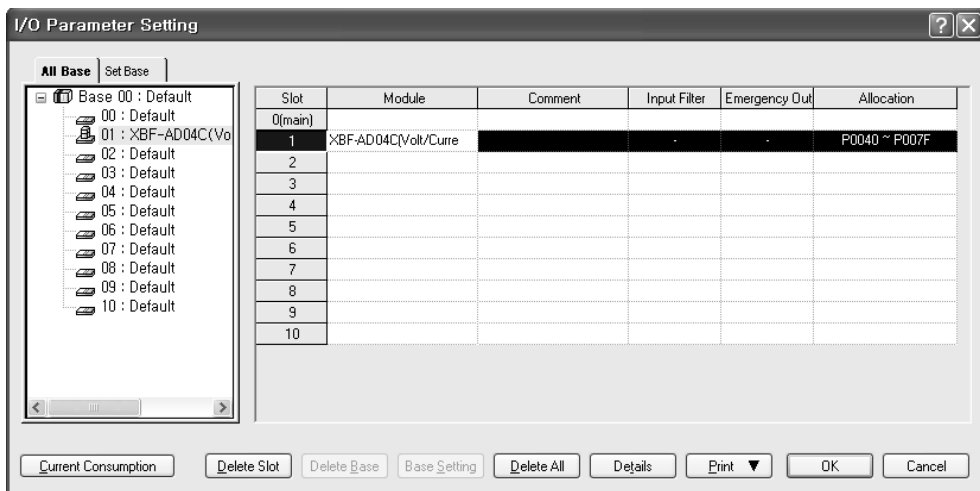 I/O Parameter Setting
All Base Set Base
Base 00 : Default
00 : Default
01 : XBF-AD04C(Vo
02 : Default
03 : Default
04 : Default
05 : Default
06 : Default
07 : Default
08 : Default
09 : Default
10 : Default
Slot Module Comment Input Filter Emergency Out Allocation
0(main)
1 XBF-AD04C(Volt/Curre - - P0040 ~ P007F
2
3
4
5
6
7
8
9
10
Current Consumption Delete Slot Delete Base Base Setting Delete All Details Print ▼ OK Cancel